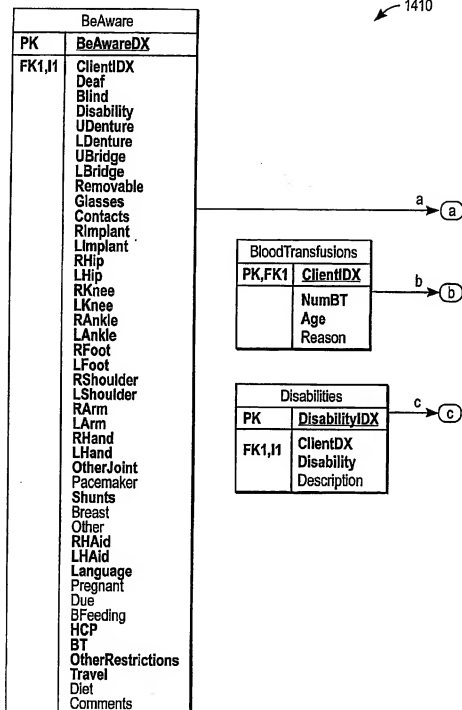 1410
BeAware
PK BeAwareDX
FK1,I1 ClientIDX
Deaf
Blind
Disability
UDenture
LDenture
UBridge
LBridge
Removable
Glasses
Contacts
RImplant
LImplant
RHip
LHip
RKnee
LKnee
RAnkle
LAnkle
RFoot
LFoot
RShoulder
LShoulder
RArm
LArm
RHand
LHand
OtherJoint
Pacemaker
Shunts
Breast
Other
RHAid
LHAid
Language
Pregnant
Due
BFeeding
HCP
BT
OtherRestrictions
Travel
Diet
Comments
a a
BloodTransfusions
PK,FK1 ClientIDX
NumBT
Age
Reason
b b
Disabilities
PK DisabilityIDX
FK1,I1 ClientDX
Disability
Description
c c